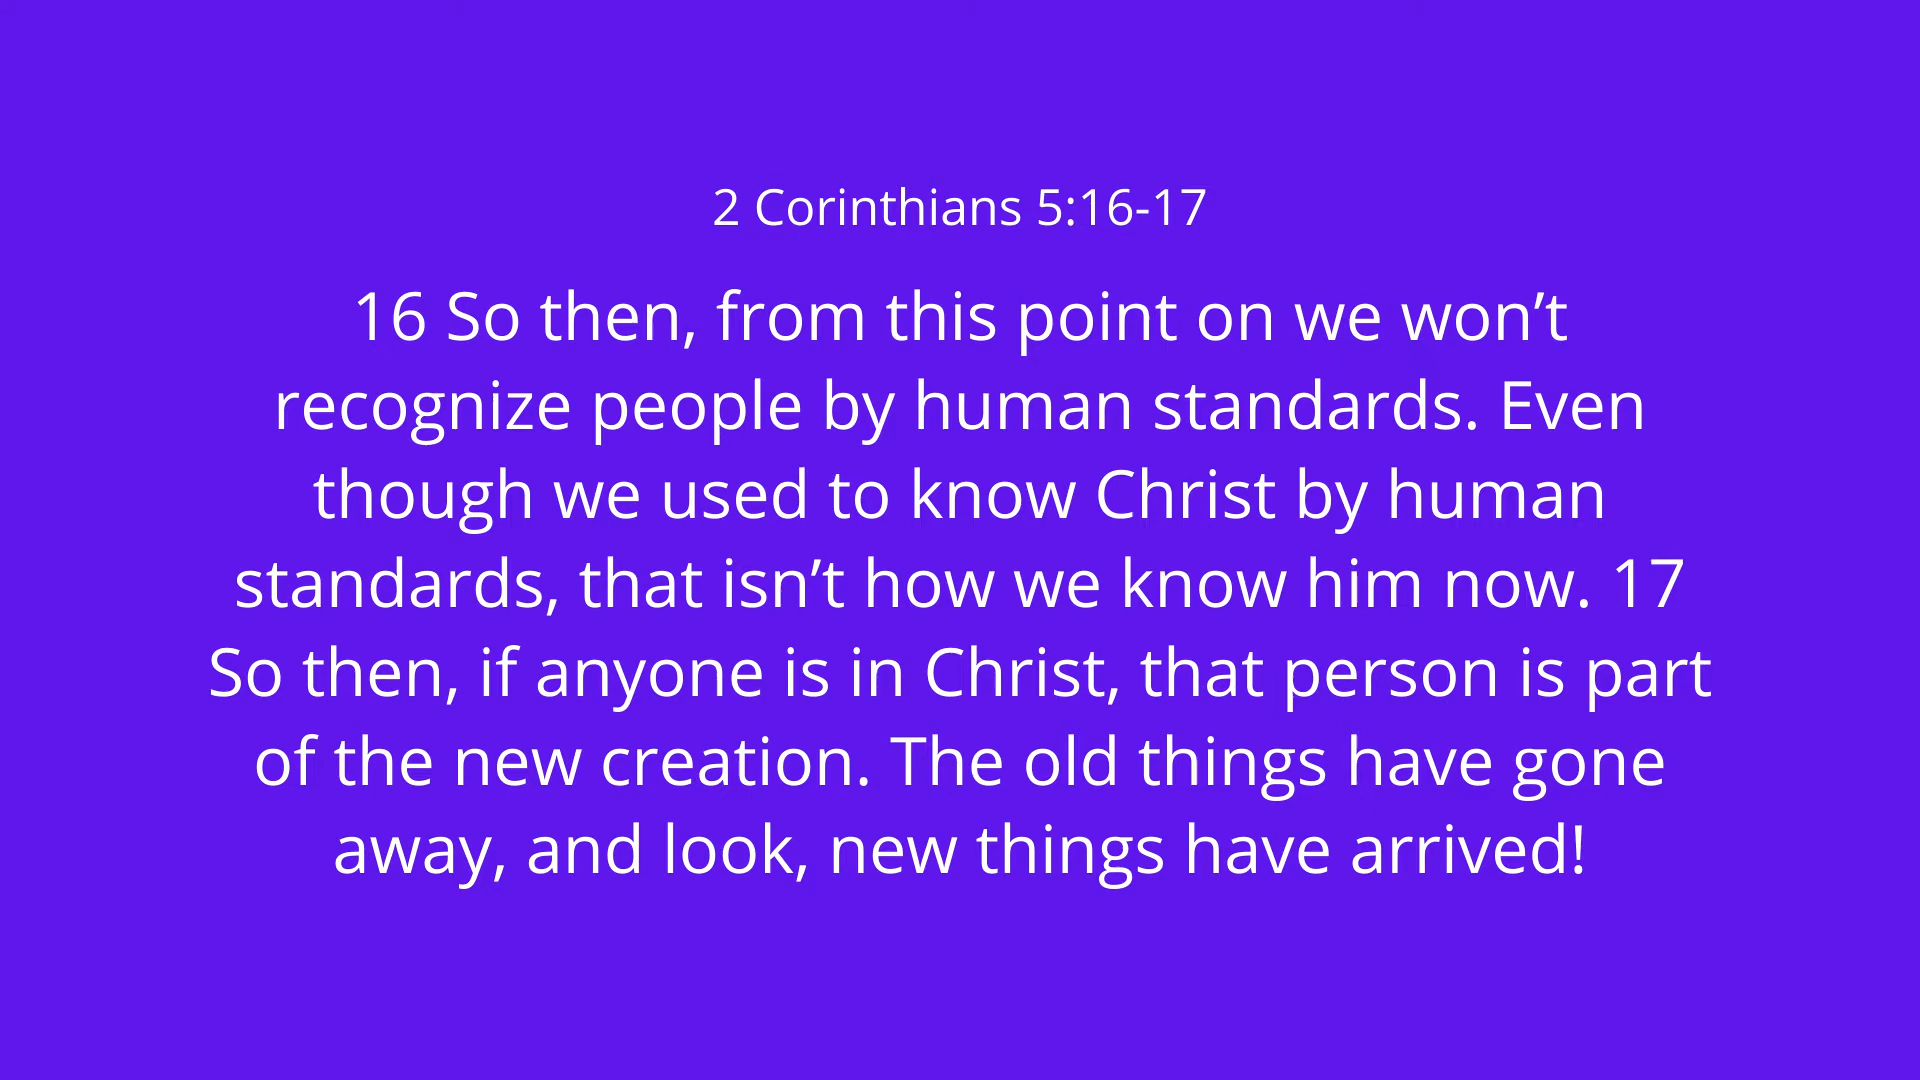 2 Corinthians 5:16-17
16 So then, from this point on we won’t
recognize people by human standards. Even
though we used to know Christ by human
standards, that isn’t how we know him now. 17
So then, if anyone is in Christ, that person is part
of the new creation. The old things have gone
away, and look, new things have arrived!